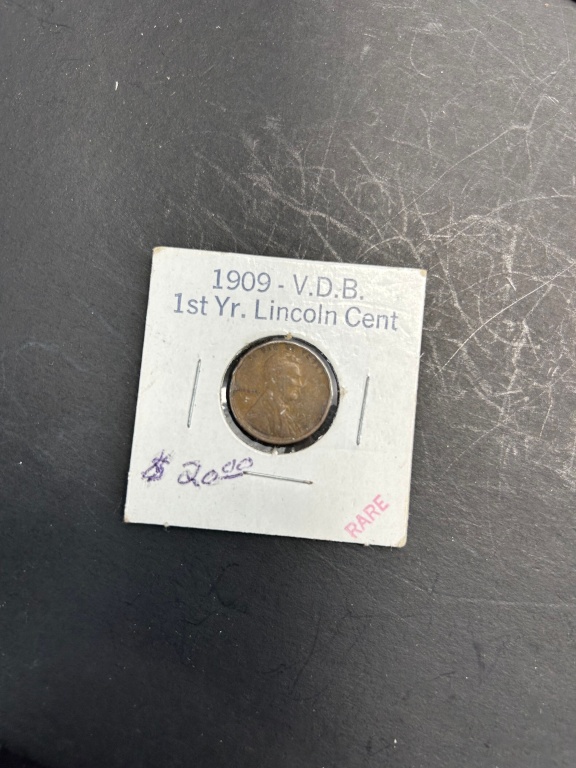 1909 - V.D.B.
1st Yr. Lincoln Cent
$ 20.00
RARE